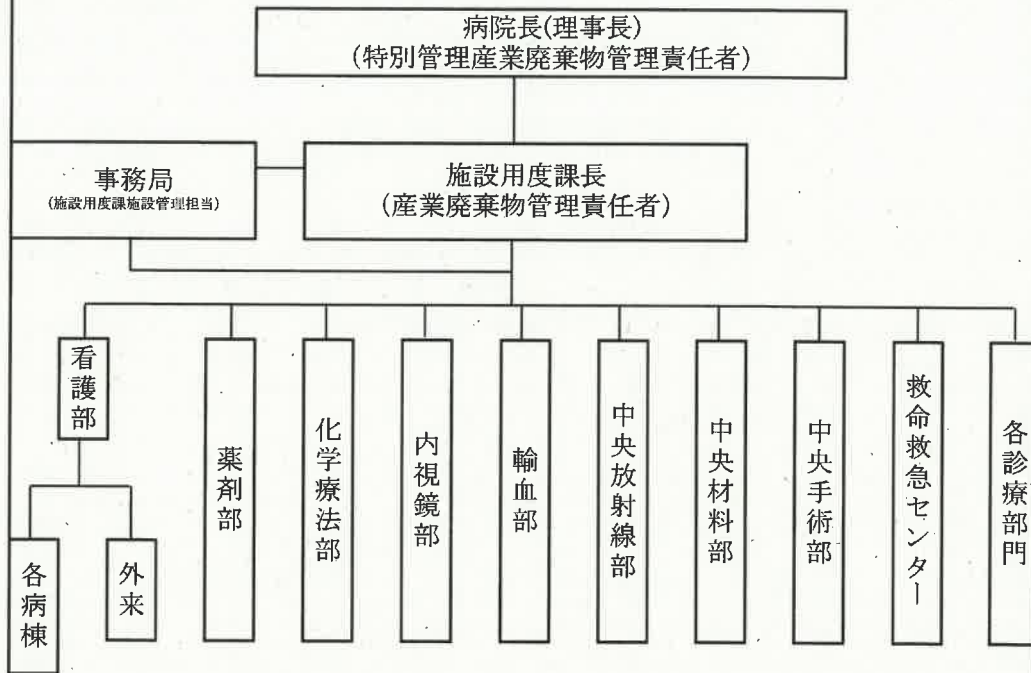 病院長(理事長)
(特別管理産業廃棄物管理責任者)
事務局
(施設用度課施設管理担当)
施設用度課長
(産業廃棄物管理責任者)
看護部
薬剤部
化学療法部
内視鏡部
輸血部
中央放射線部
中央材料部
中央手術部
救命救急センター
各診療部門
各病棟
外来